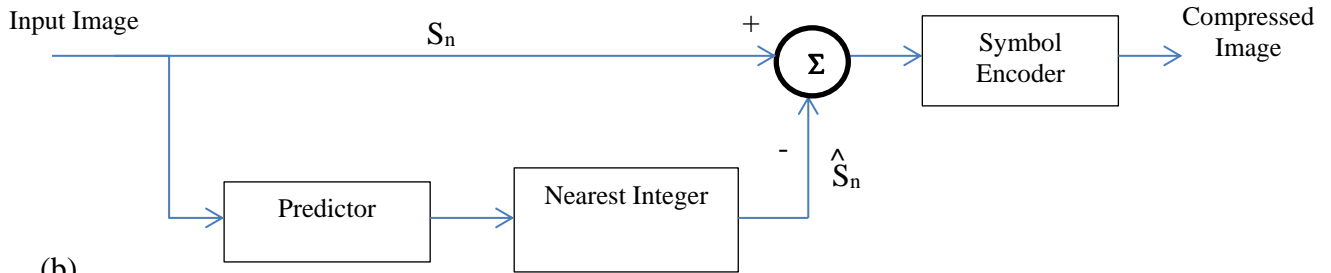 Input Image
Sn
+
Σ
Symbol
Encoder
Compressed
Image
-
Ŝn
Predictor
Nearest Integer
(b)